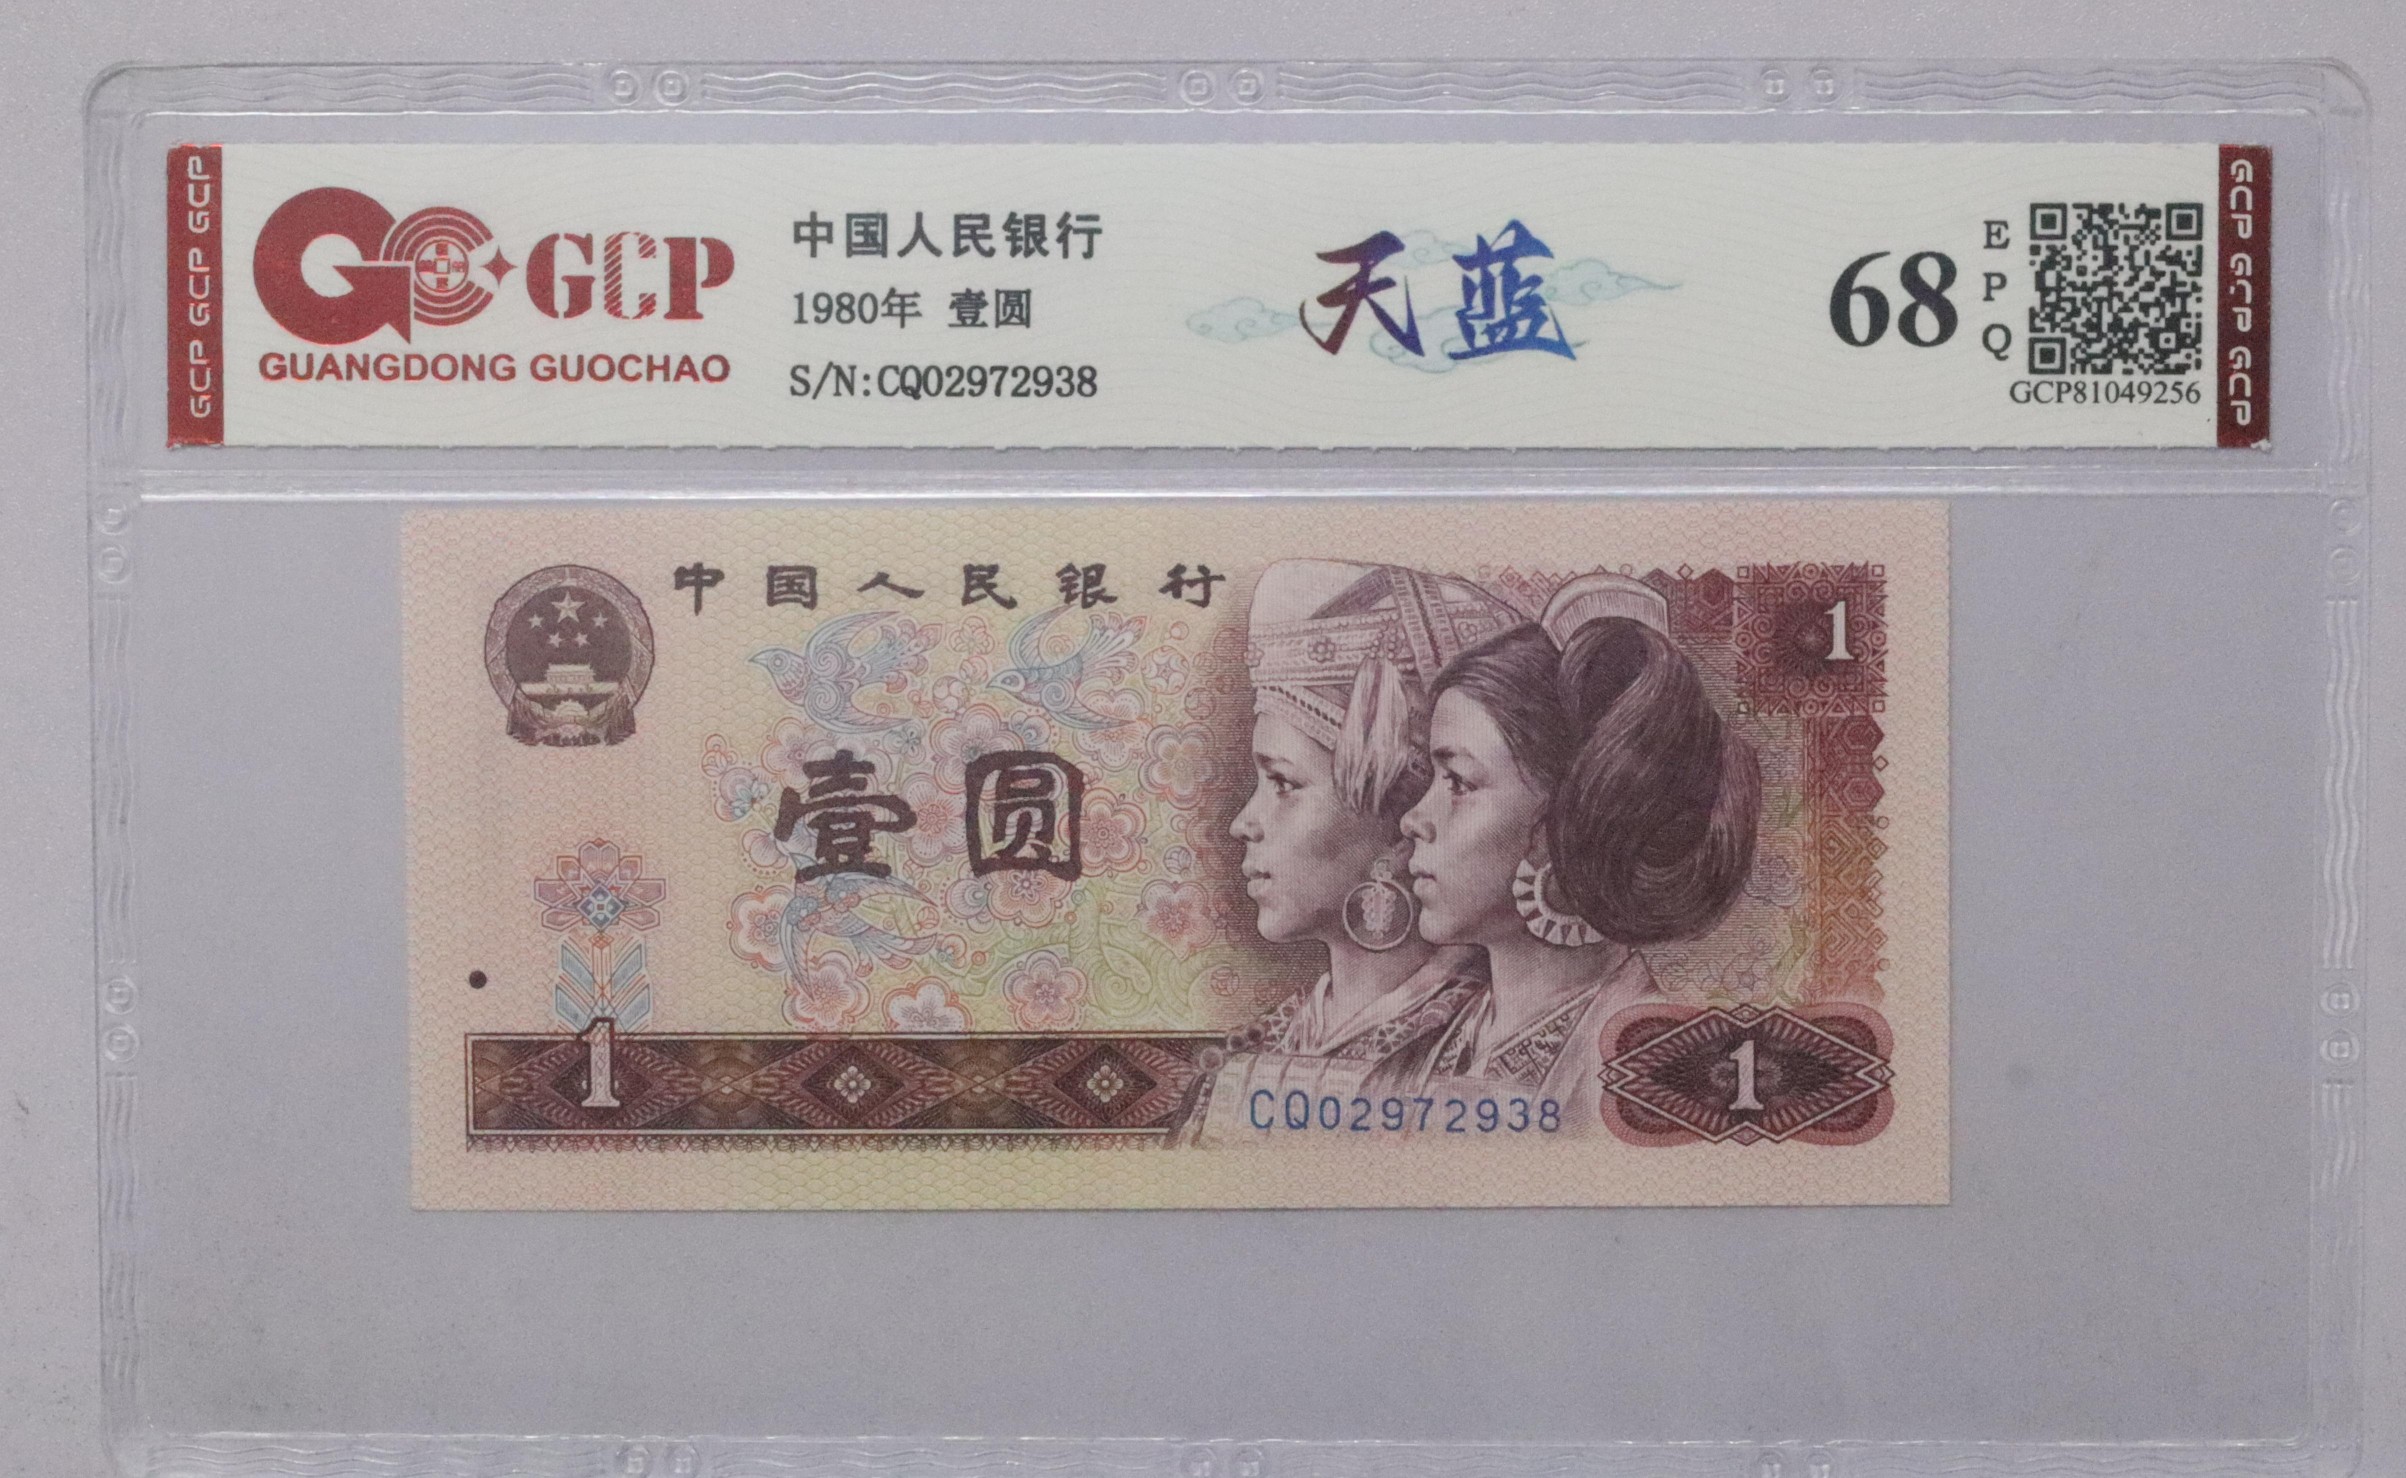 GCP GCP GCP
GCP
GUANGDONG GUOCHAO
中国人民银行
1980年 壹圆
S/N:CQ02972938
天蓝
68
EPQ
GCP81049256
GCP GCP GCP
中国人民银行
1
壹圆
1
CQ02972938
1